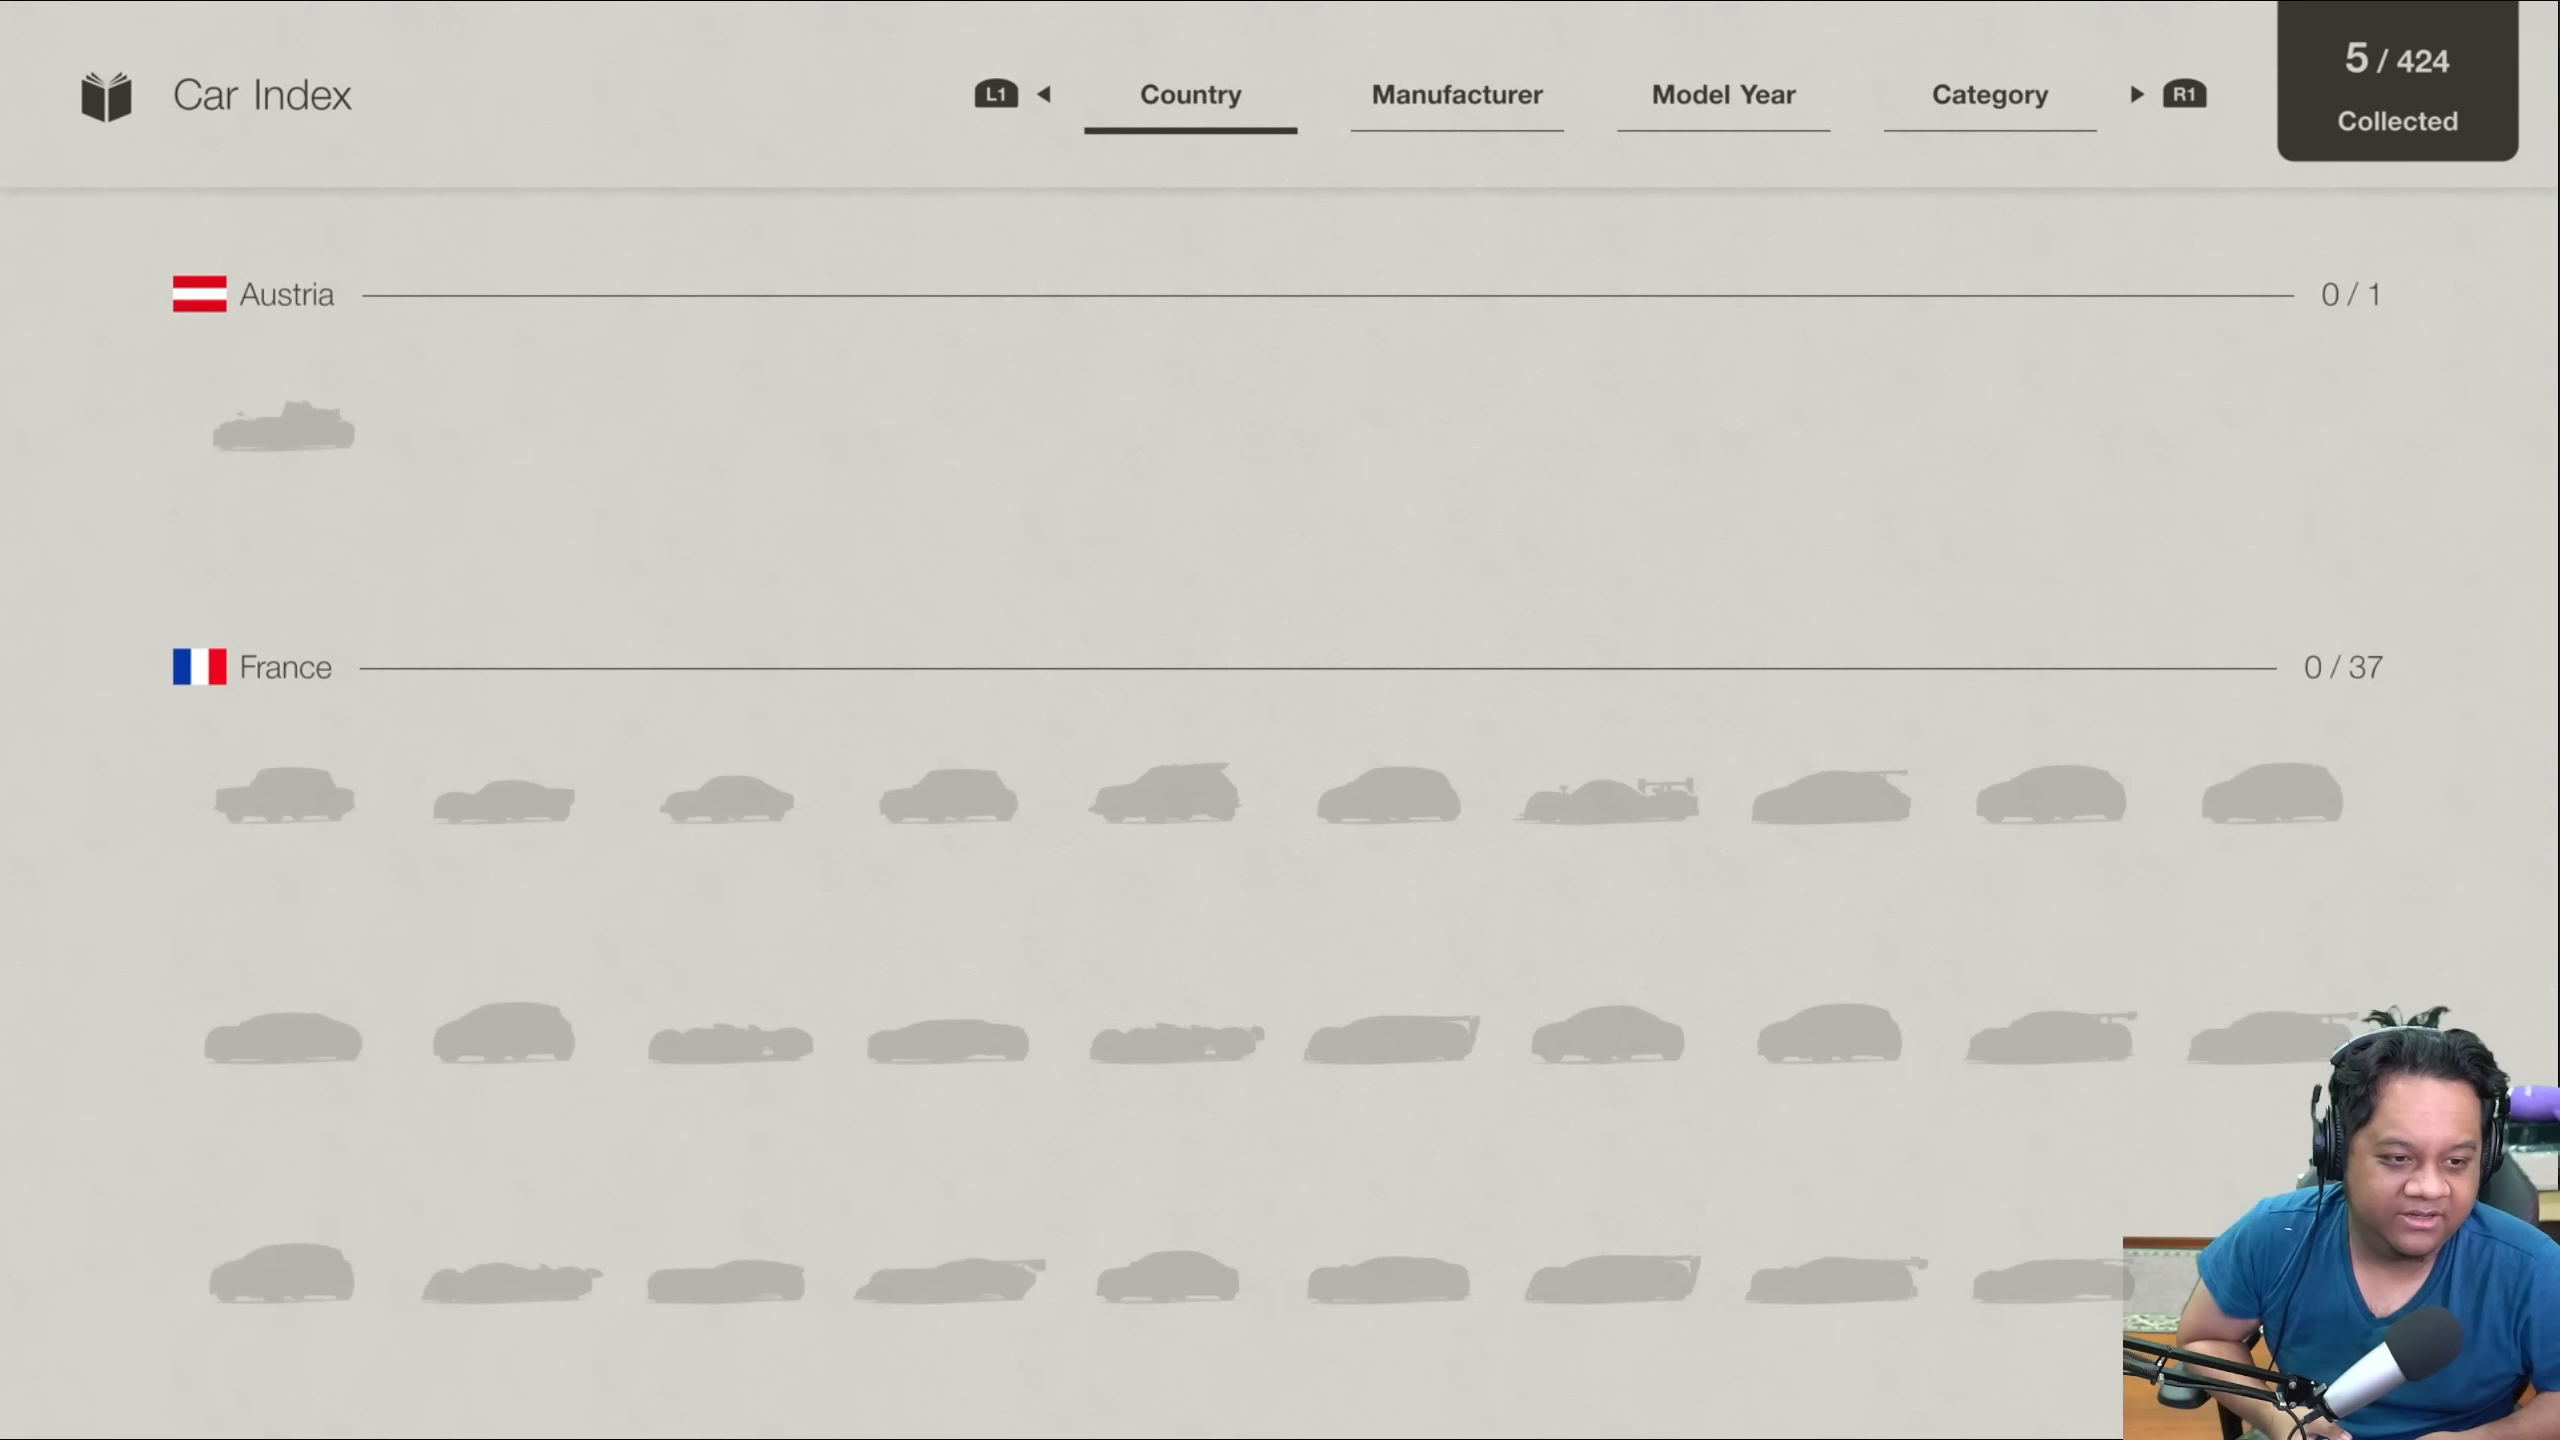 Car Index
L1
Country
Manufacturer
Model Year
Category
R1
5 / 424
Collected
Austria
0 / 1
France
0 / 37